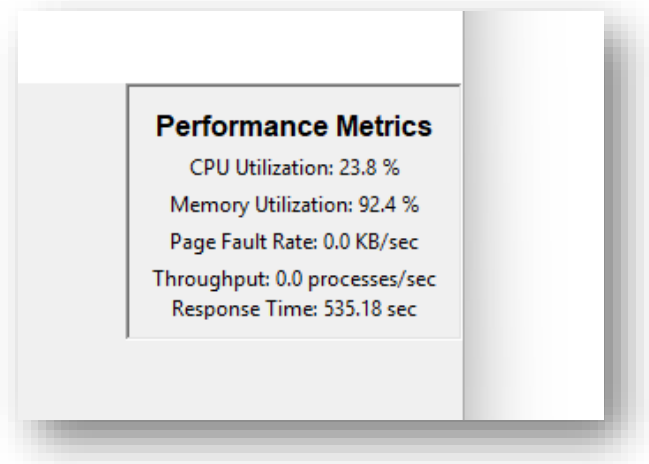 Performance Metrics
CPU Utilization: 23.8 %
Memory Utilization: 92.4 %
Page Fault Rate: 0.0 KB/sec
Throughput: 0.0 processes/sec
Response Time: 535.18 sec